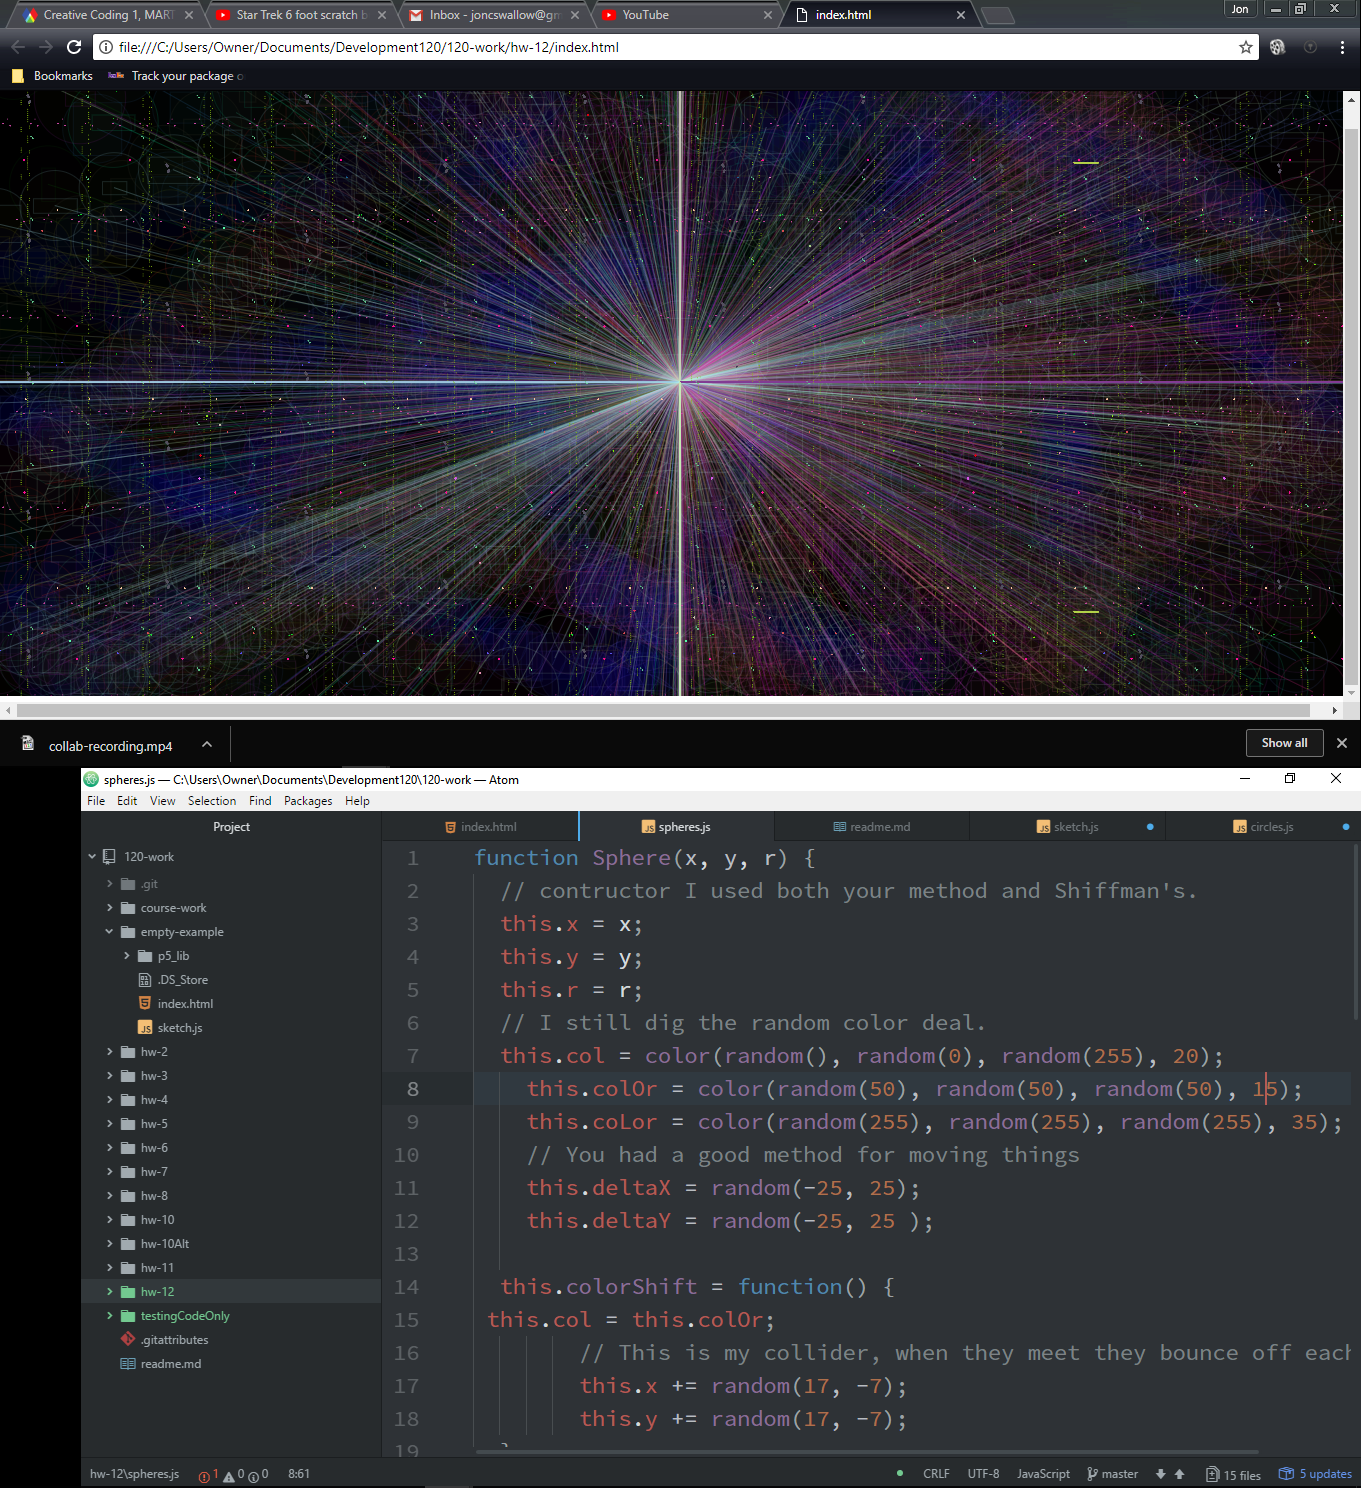 Creative Coding 1, MART
Star Trek 6 foot scratch b
Inbox - joncswallow@gm
YouTube
index.html
Jon
file:///C:/Users/Owner/Documents/Development120/120-work/hw-12/index.html
Bookmarks
Track your package o
collab-recording.mp4
Show all
spheres.js — C:\Users\Owner\Documents\Development120\120-work — Atom
File Edit View Selection Find Packages Help
Project
index.html
spheres.js
readme.md
sketch.js
circles.js
120-work
.git
course-work
empty-example
p5_lib
.DS_Store
index.html
sketch.js
hw-2
hw-3
hw-4
hw-5
hw-6
hw-7
hw-8
hw-10
hw-10Alt
hw-11
hw-12
testingCodeOnly
.gitattributes
readme.md
1 function Sphere(x, y, r) {
2 // contructor I used both your method and Shiffman's.
3 this.x = x;
4 this.y = y;
5 this.r = r;
6 // I still dig the random color deal.
7 this.col = color(random(), random(0), random(255), 20);
8 this.colOr = color(random(50), random(50), random(50), 15);
9 this.coLor = color(random(255), random(255), random(255), 35);
10 // You had a good method for moving things
11 this.deltaX = random(-25, 25);
12 this.deltaY = random(-25, 25 );
13
14 this.colorShift = function() {
15 this.col = this.colOr;
16 // This is my collider, when they meet they bounce off each
17 this.x += random(17, -7);
18 this.y += random(17, -7);
19
hw-12\spheres.js 1 0 0 8:61 CRLF UTF-8 JavaScript master 15 files 5 updates